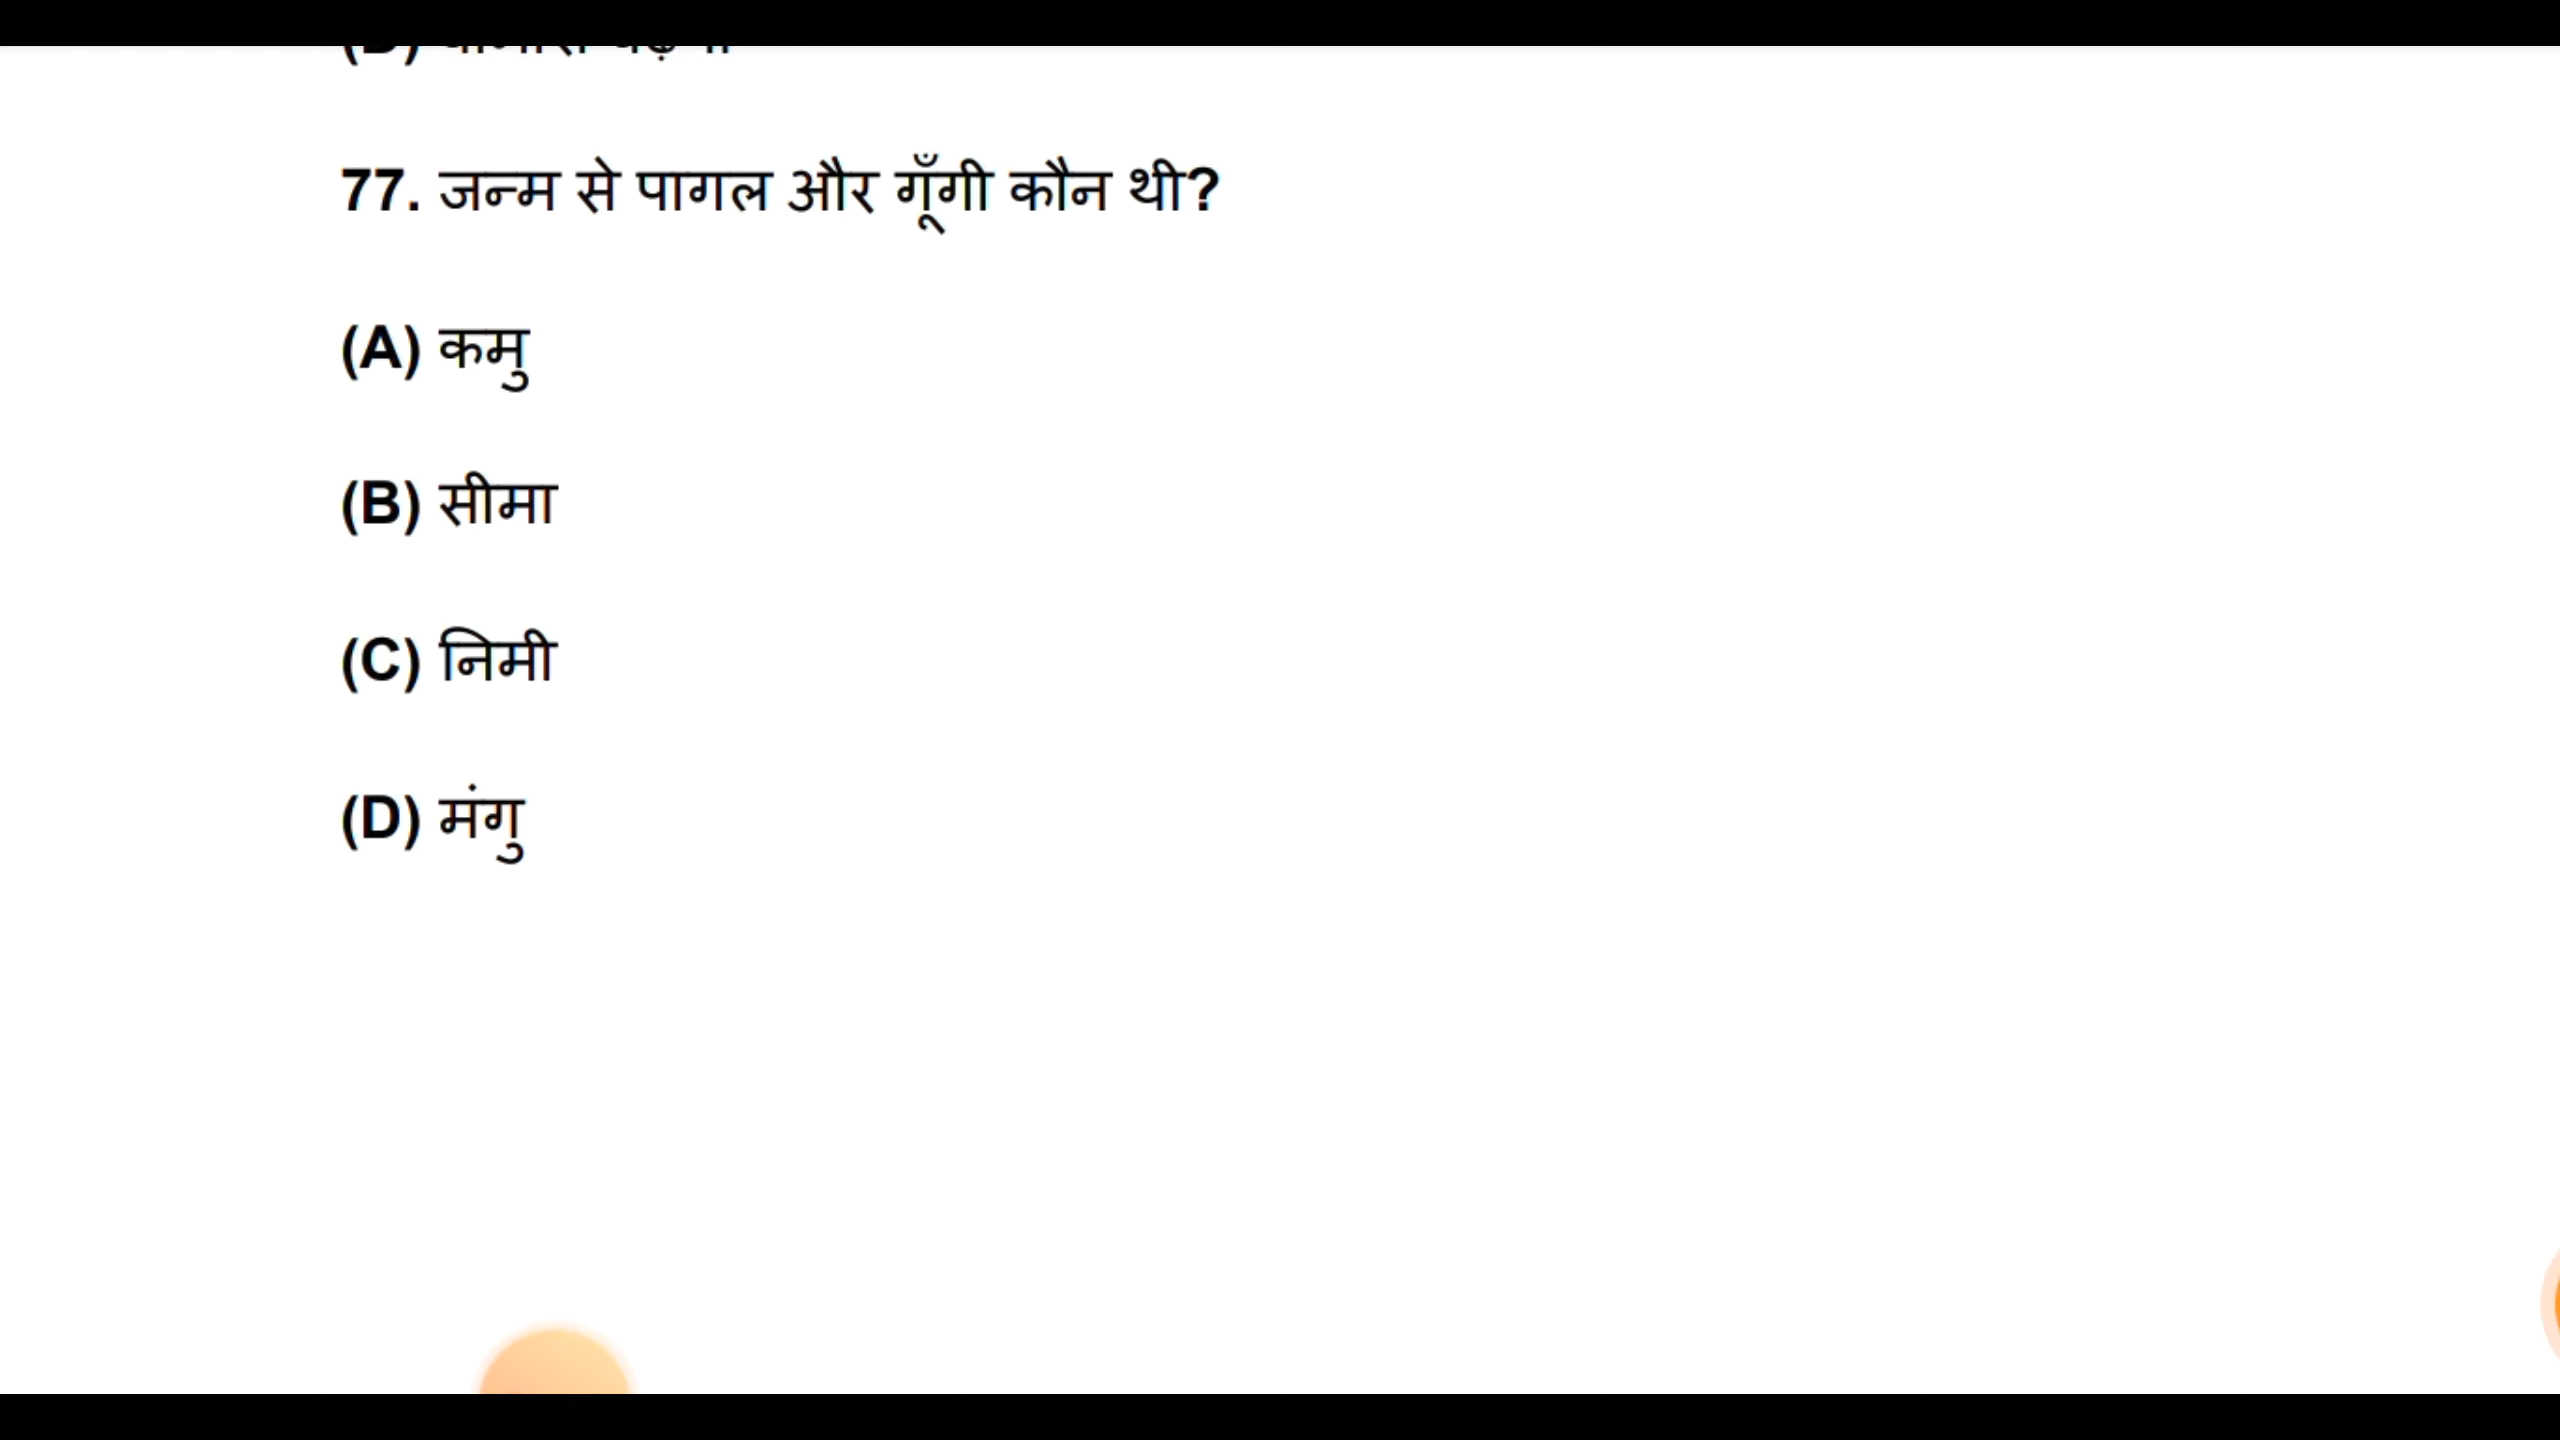 77. जन्म से पागल और गूँगी कौन थी?
(A) कमु
(B) सीमा
(C) निमी
(D) मंगु